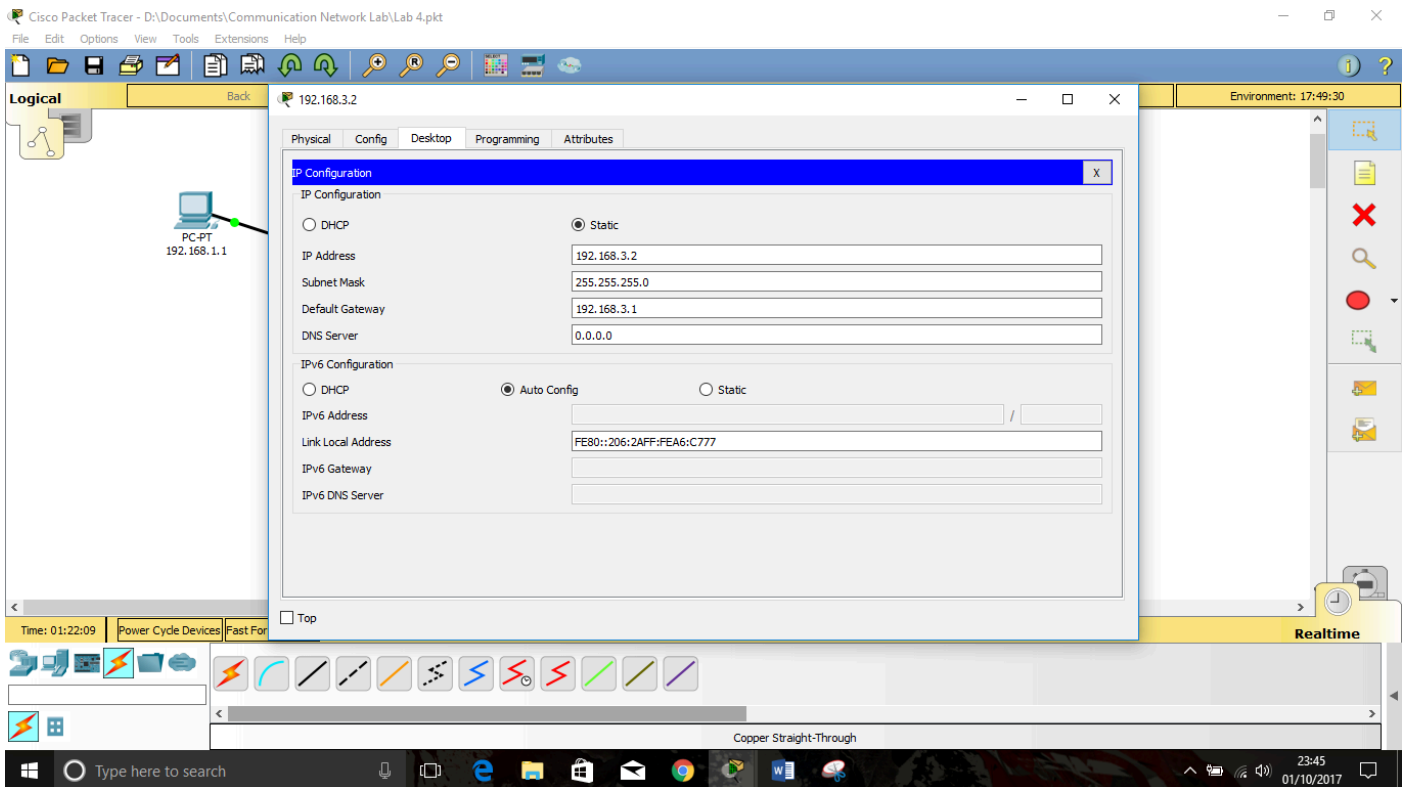 Cisco Packet Tracer - D:\Documents\Communication Network Lab\Lab 4.pkt
File Edit Options View Tools Extensions Help
Logical
Back
Environment: 17:49:30
192.168.3.2
Physical Config Desktop Programming Attributes
IP Configuration
X
IP Configuration
DHCP
Static
IP Address
192.168.3.2
Subnet Mask
255.255.255.0
Default Gateway
192.168.3.1
DNS Server
0.0.0.0
IPv6 Configuration
DHCP
Auto Config
Static
IPv6 Address
/
Link Local Address
FE80::206:2AFF:FEA6:C777
IPv6 Gateway
IPv6 DNS Server
Top
PC-PT
192.168.1.1
Time: 01:22:09
Power Cycle Devices
Fast For
Realtime
Copper Straight-Through
Type here to search
23:45
01/10/2017